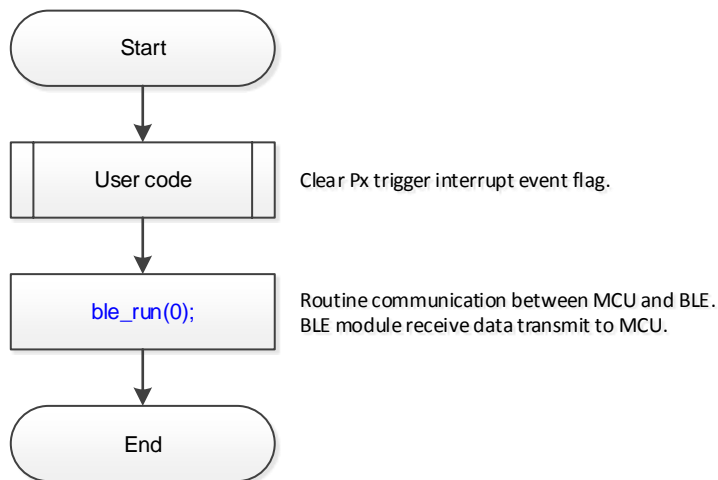 Start
User code
Clear Px trigger interrupt event flag.
ble_run(0);
Routine communication between MCU and BLE.
BLE module receive data transmit to MCU.
End